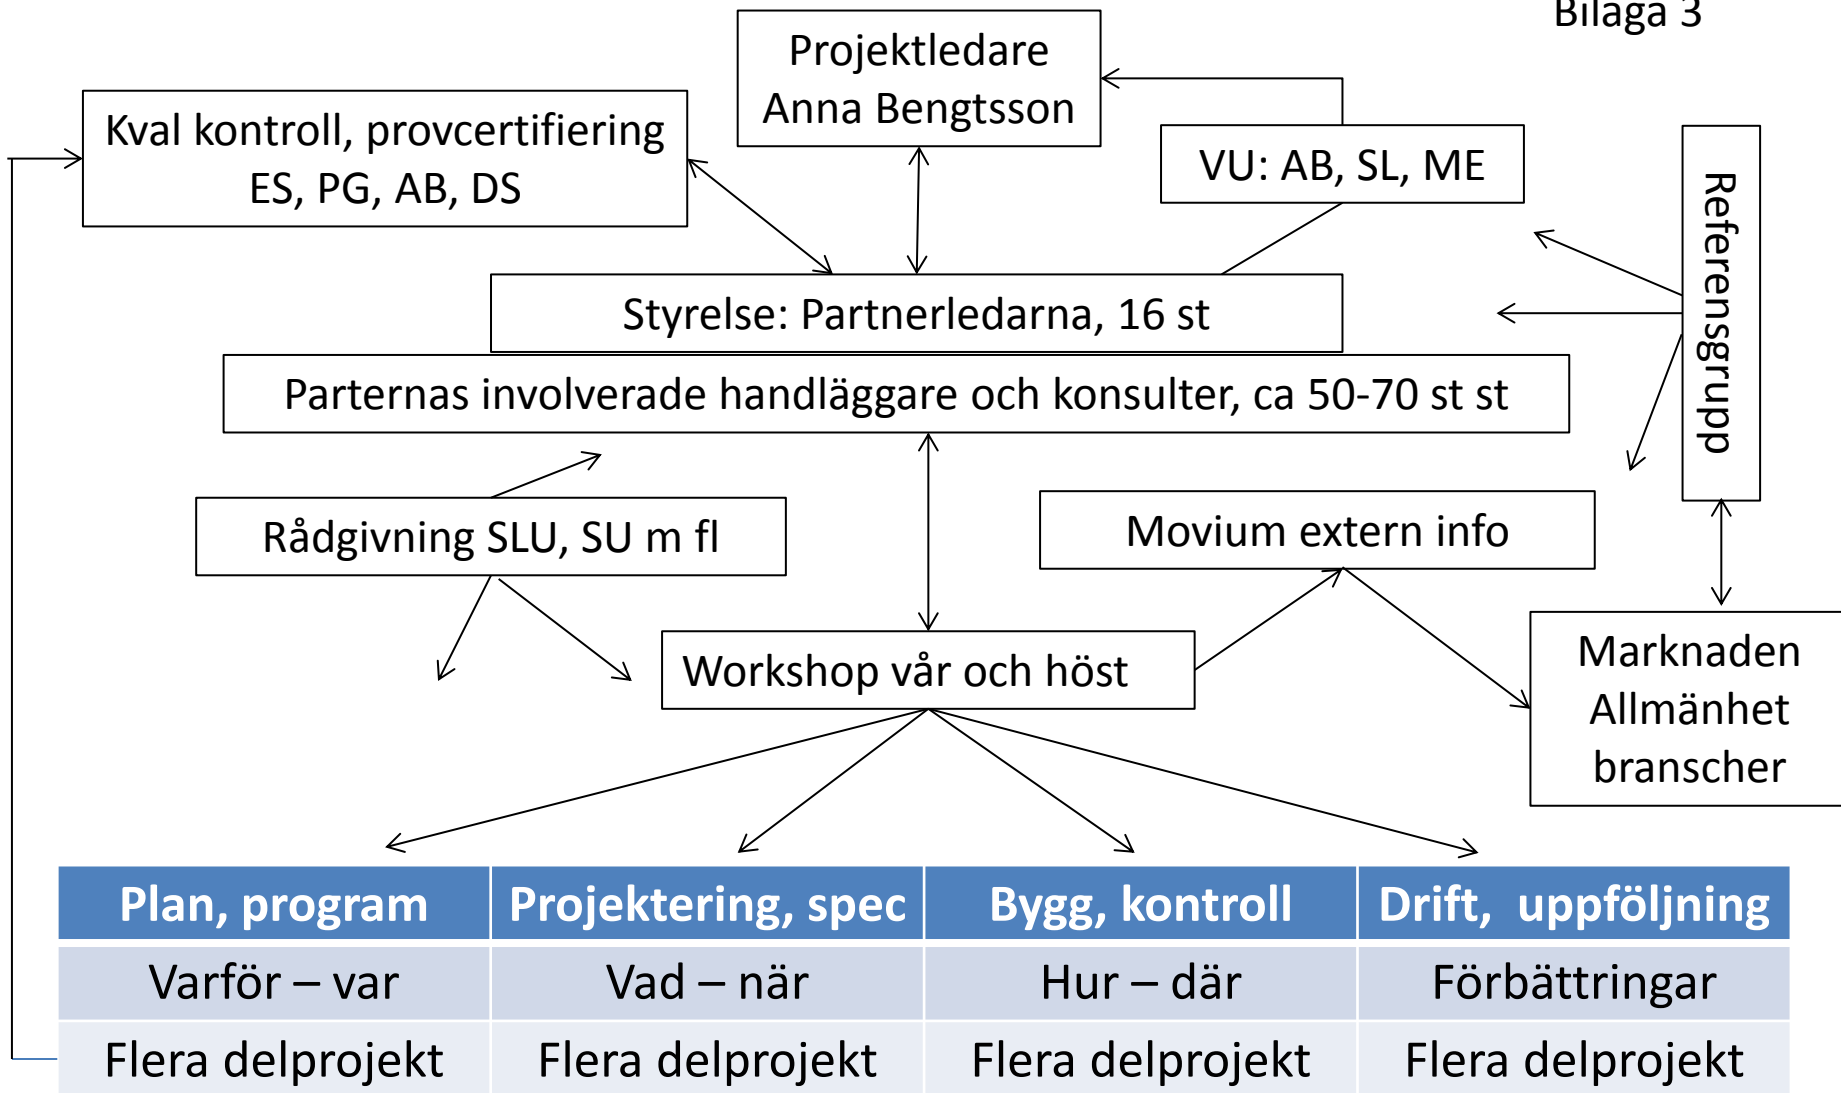 Bilaga 3
Projektledare
Anna Bengtsson
Kval kontroll, provcertifiering
ES, PG, AB, DS
VU: AB, SL, ME
Referensgrupp
Styrelse: Partnerledarna, 16 st
Parternas involverade handläggare och konsulter, ca 50-70 st st
Rådgivning SLU, SU m fl
Movium extern info
Workshop vår och höst
Marknaden
Allmänhet
branscher
Plan, program
Projektering, spec
Bygg, kontroll
Drift,  uppföljning
Varför – var
Vad – när
Hur – där
Förbättringar
Flera delprojekt
Flera delprojekt
Flera delprojekt
Flera delprojekt